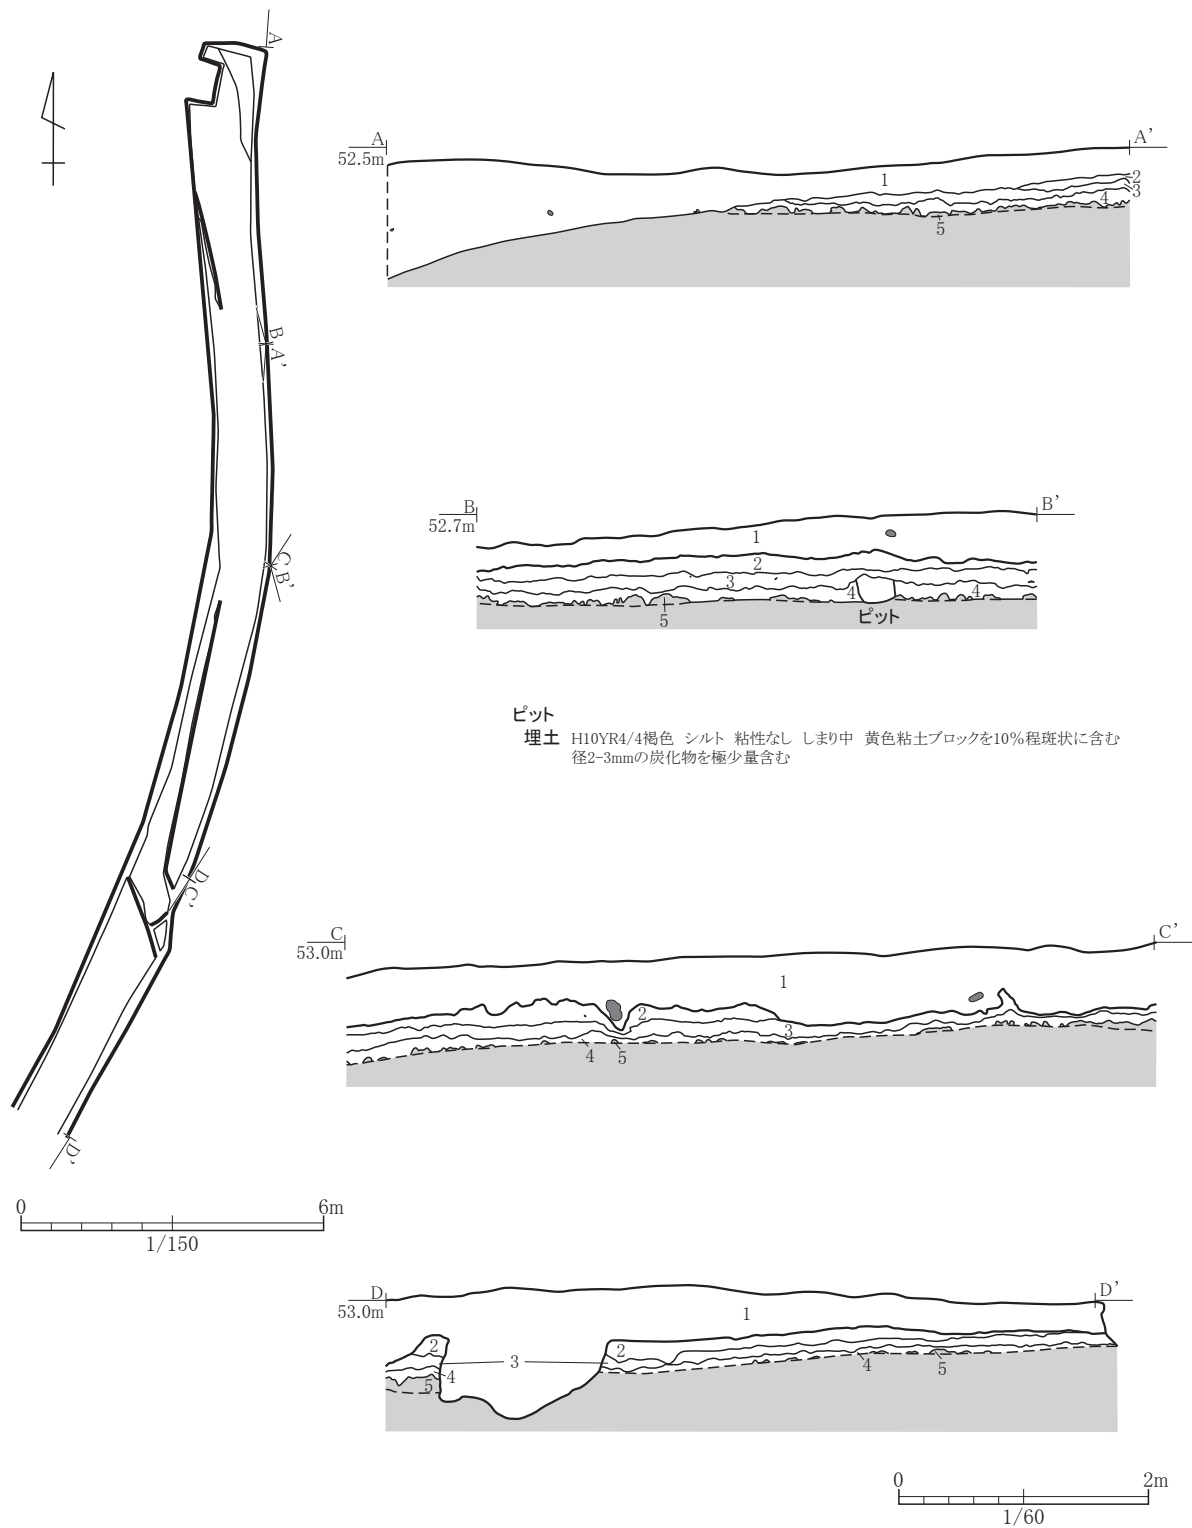 A
B
A'
C
B'
D
C'
D'
0 6m
1/150
A A'
52.5m
1
2
3
4
5
B B'
52.7m
1
2
3
4 4
5
ピット
ピット
埋土 H10YR4/4褐色 シルト 粘性なし しまり中 黄色粘土ブロックを10%程斑状に含む
径2-3mmの炭化物を極少量含む
C C'
53.0m
1
2
3
4 5
D D'
53.0m
1
2 2
3
4 4
5 5
0 2m
1/60